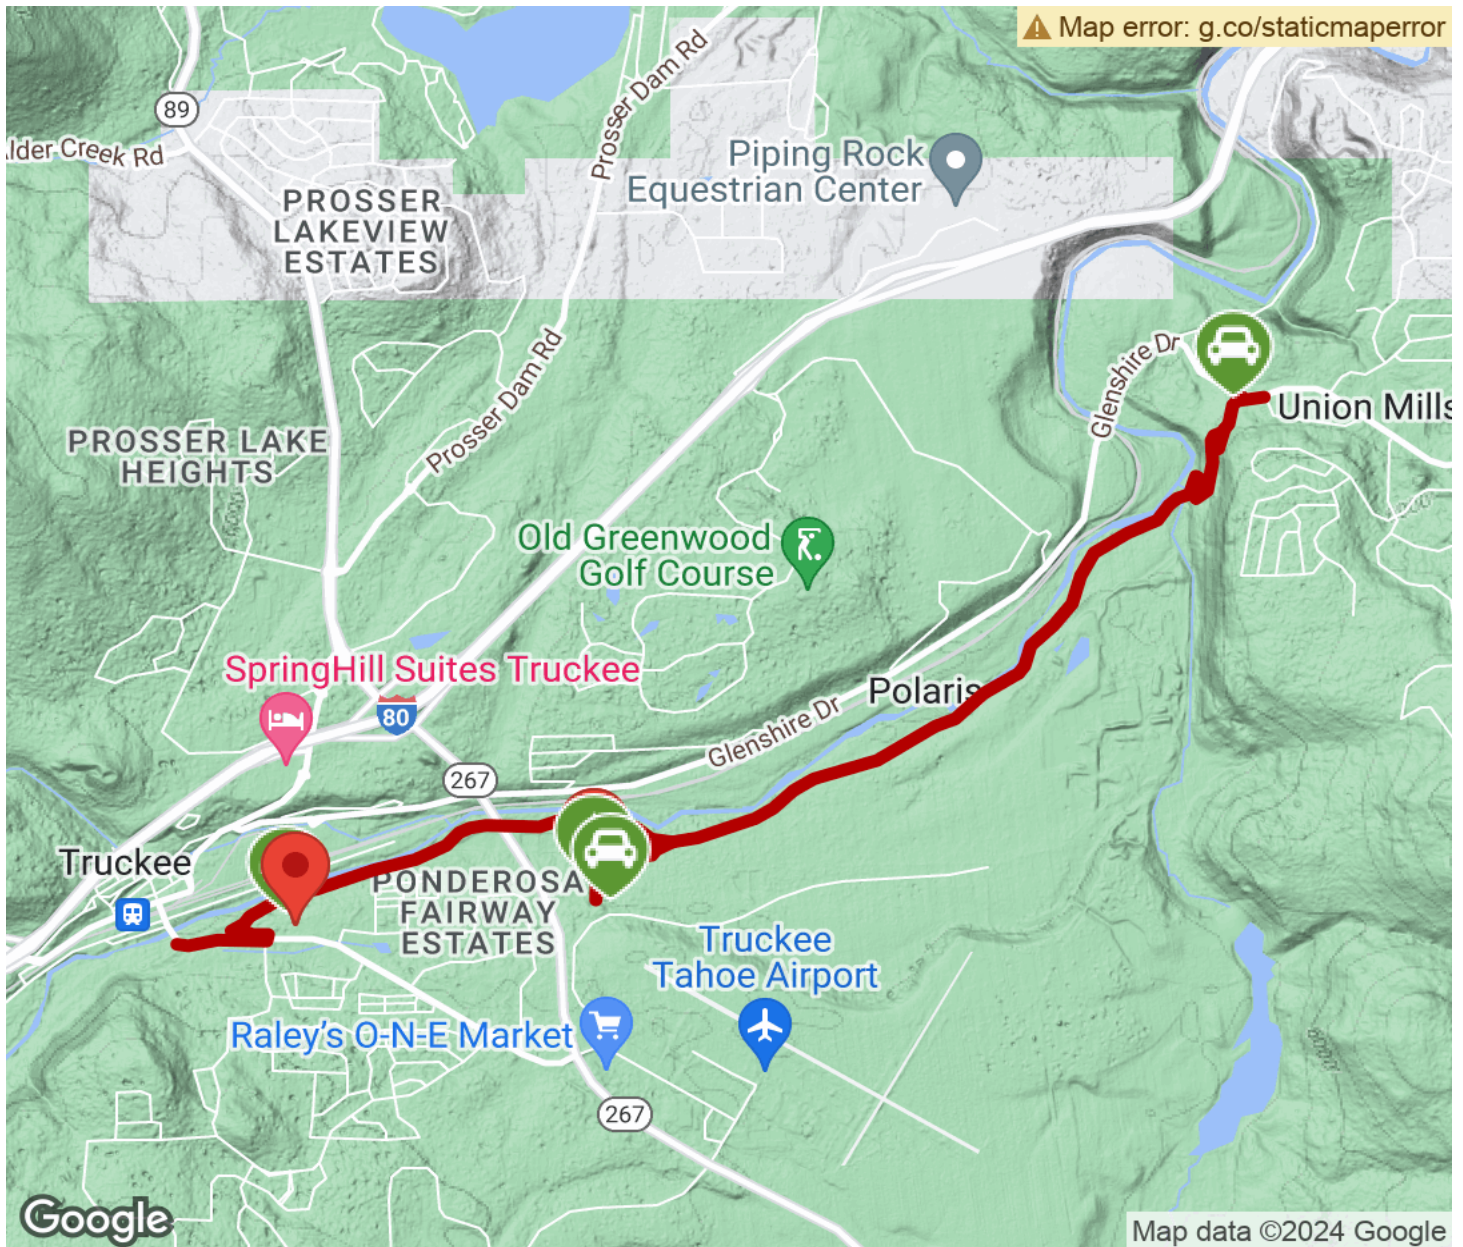 Map error: g.co/staticmaperror
89
lder Creek Rd
Prosser Dam Rd
Piping Rock
Equestrian Center
PROSSER
LAKEVIEW
ESTATES
Glenshire Dr
Union Mills
Prosser Dam Rd
PROSSER LAKE
HEIGHTS
Old Greenwood
Golf Course
SpringHill Suites Truckee
80
Polaris
Glenshire Dr
267
Truckee
PONDEROSA
FAIRWAY
ESTATES
Truckee
Tahoe Airport
Raley's O-N-E Market
267
Google
Map data ©2024 Google